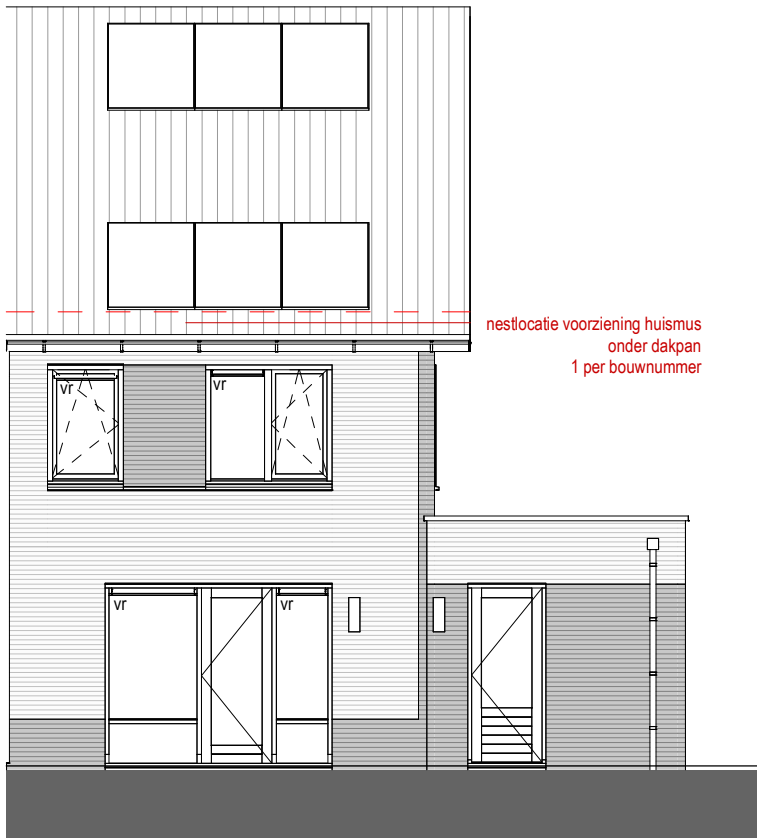 nestlocatie voorziening huismus
onder dakpan
1 per bouwnummer
vr
vr
vr
vr